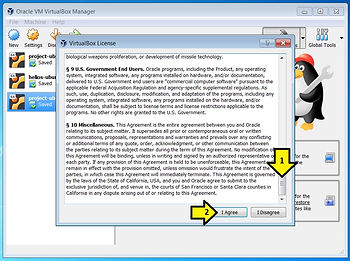 Oracle VM VirtualBox Manager
File Machine Help
New Settings
Global Tools
project-ubu
Saved
helios-ubu
Saved
project-ubu
Saved
VirtualBox License
biological weapons proliferation, or development of missile technology.
§ 9 U.S. Government End Users. Oracle programs, including the Product, any operating
system, integrated software, any programs installed on the hardware, and/or documentation,
delivered to U.S. Government end users are "commercial computer software" pursuant to the
applicable Federal Acquisition Regulation and agency-specific supplemental regulations. As
such, use, duplication, disclosure, modification, and adaptation of the programs, including any
operating system, integrated software, any programs installed on the hardware, and/or
documentation, shall be subject to license terms and license restrictions applicable to the
programs. No other rights are granted to the U.S. Government.
§ 10 Miscellaneous. This Agreement is the entire agreement between you and Oracle
relating to its subject matter. It supersedes all prior or contemporaneous oral or written
communications, proposals, representations and warranties and prevails over any conflicting
or additional terms of any quote, order, acknowledgment, or other communication between
the parties relating to its subject matter during the term of this Agreement. No modification to
this Agreement will be binding, unless in writing and signed by an authorized representative
each party. If any provision of this Agreement is held to be unenforceable, this Agreement
remain in effect with the provision omitted, unless omission would frustrate the intent of the
parties, in which case this Agreement will immediately terminate. This Agreement is governed
by the laws of the State of California, USA, and you and Oracle agree to submit to the
exclusive jurisdiction of, and venue in, the courts of San Francisco or Santa Clara counties in
California in any dispute arising out of or relating to this Agreement.
1
2
I Agree
I Disagree
for the
for the
restore